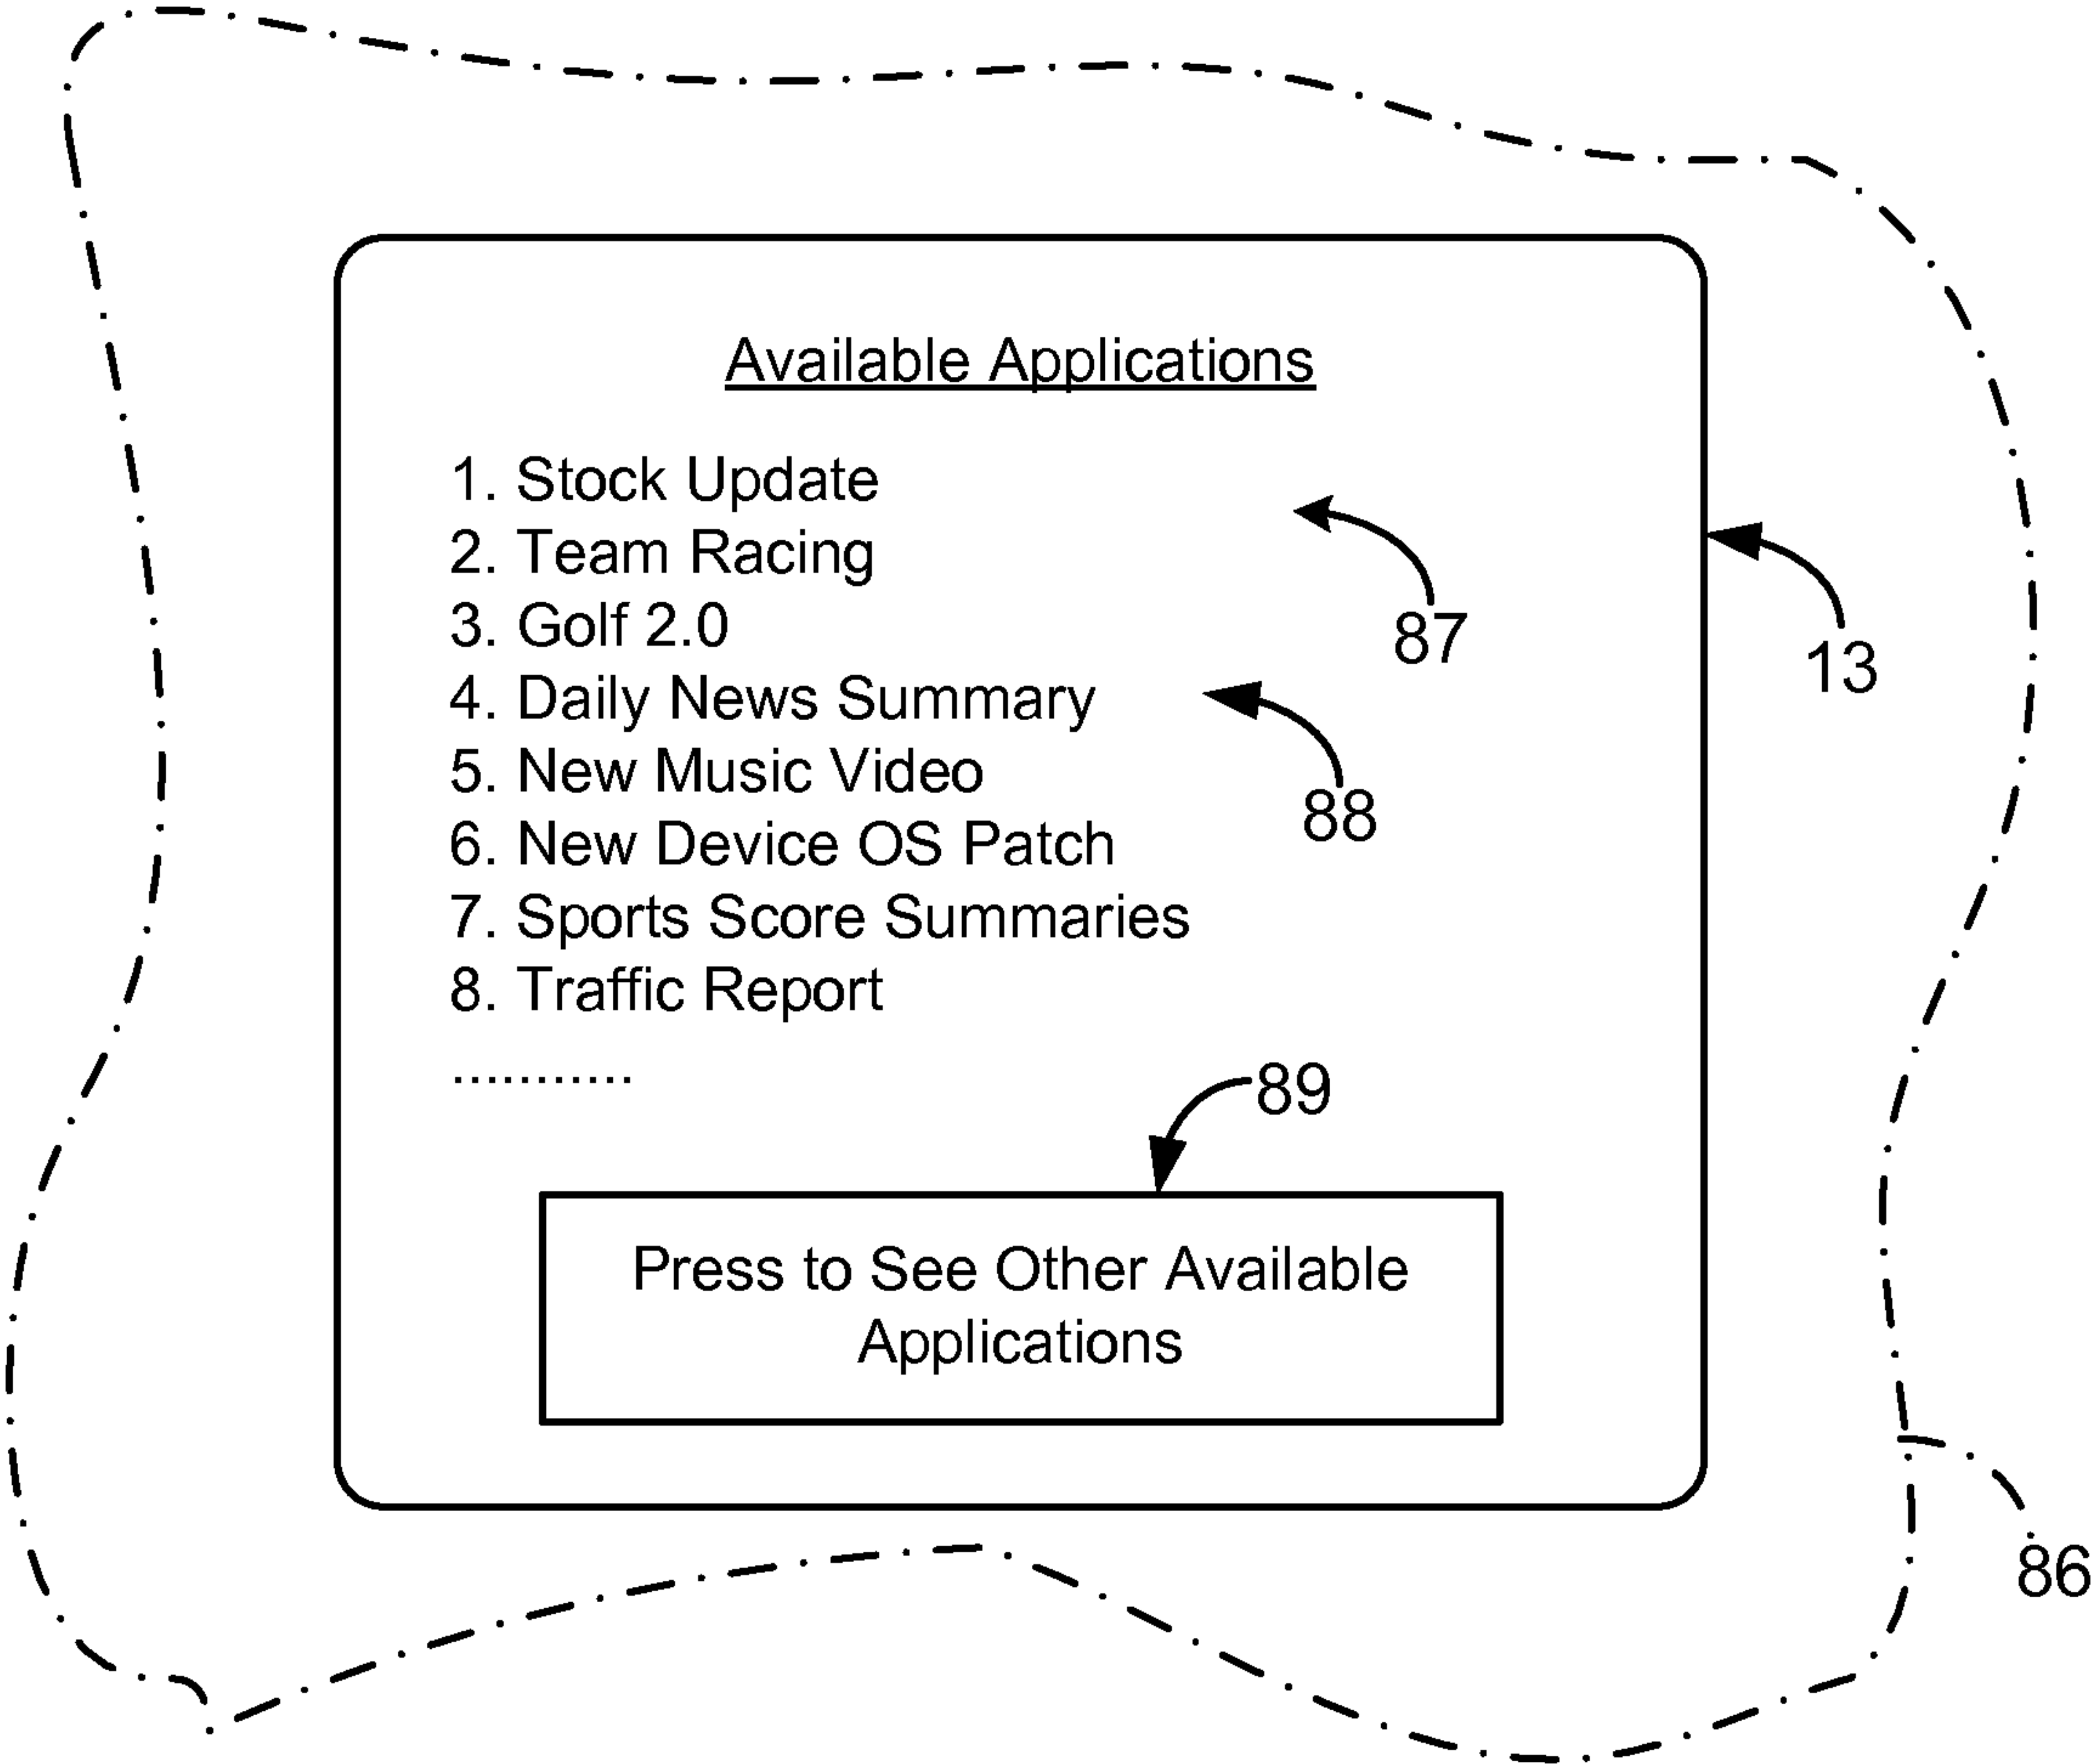 Available Applications
1. Stock Update
2. Team Racing
3. Golf 2.0
87
13
4. Daily News Summary
5. New Music Video
88
6. New Device OS Patch
7. Sports Score Summaries
8. Traffic Report
...........
89
Press to See Other Available
Applications
86